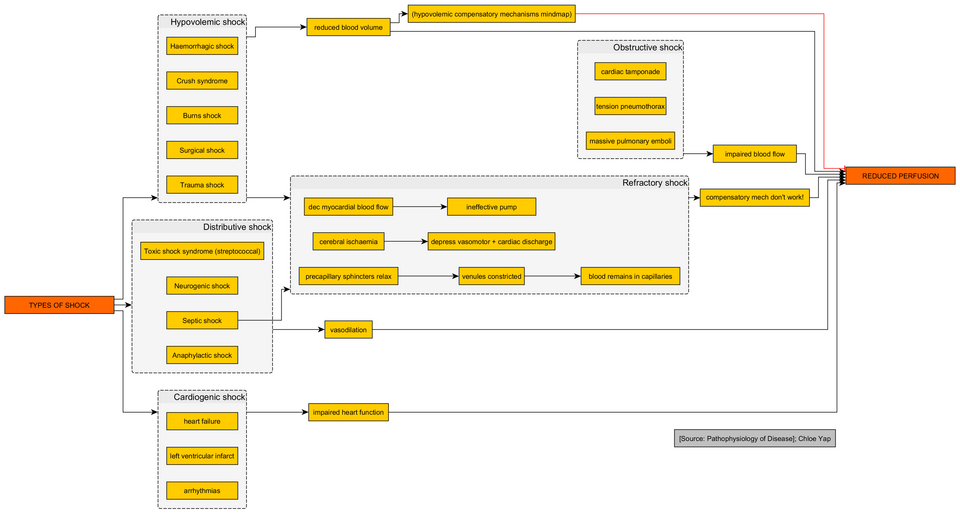 Hypovolemic shock
Haemorrhagic shock
Crush syndrome
Burns shock
Surgical shock
Trauma shock
reduced blood volume
(hypovolemic compensatory mechanisms mindmap)
Obstructive shock
cardiac tamponade
tension pneumothorax
massive pulmonary emboli
impaired blood flow
REDUCED PERFUSION
Refractory shock
dec myocardial blood flow
ineffective pump
cerebral ischaemia
depress vasomotor + cardiac discharge
precapillary sphincters relax
venules constricted
blood remains in capillaries
compensatory mech don't work!
Distributive shock
Toxic shock syndrome (streptococcal)
Neurogenic shock
Septic shock
Anaphylactic shock
TYPES OF SHOCK
vasodilation
Cardiogenic shock
heart failure
left ventricular infarct
arrhythmias
impaired heart function
[Source: Pathophysiology of Disease]; Chloe Yap